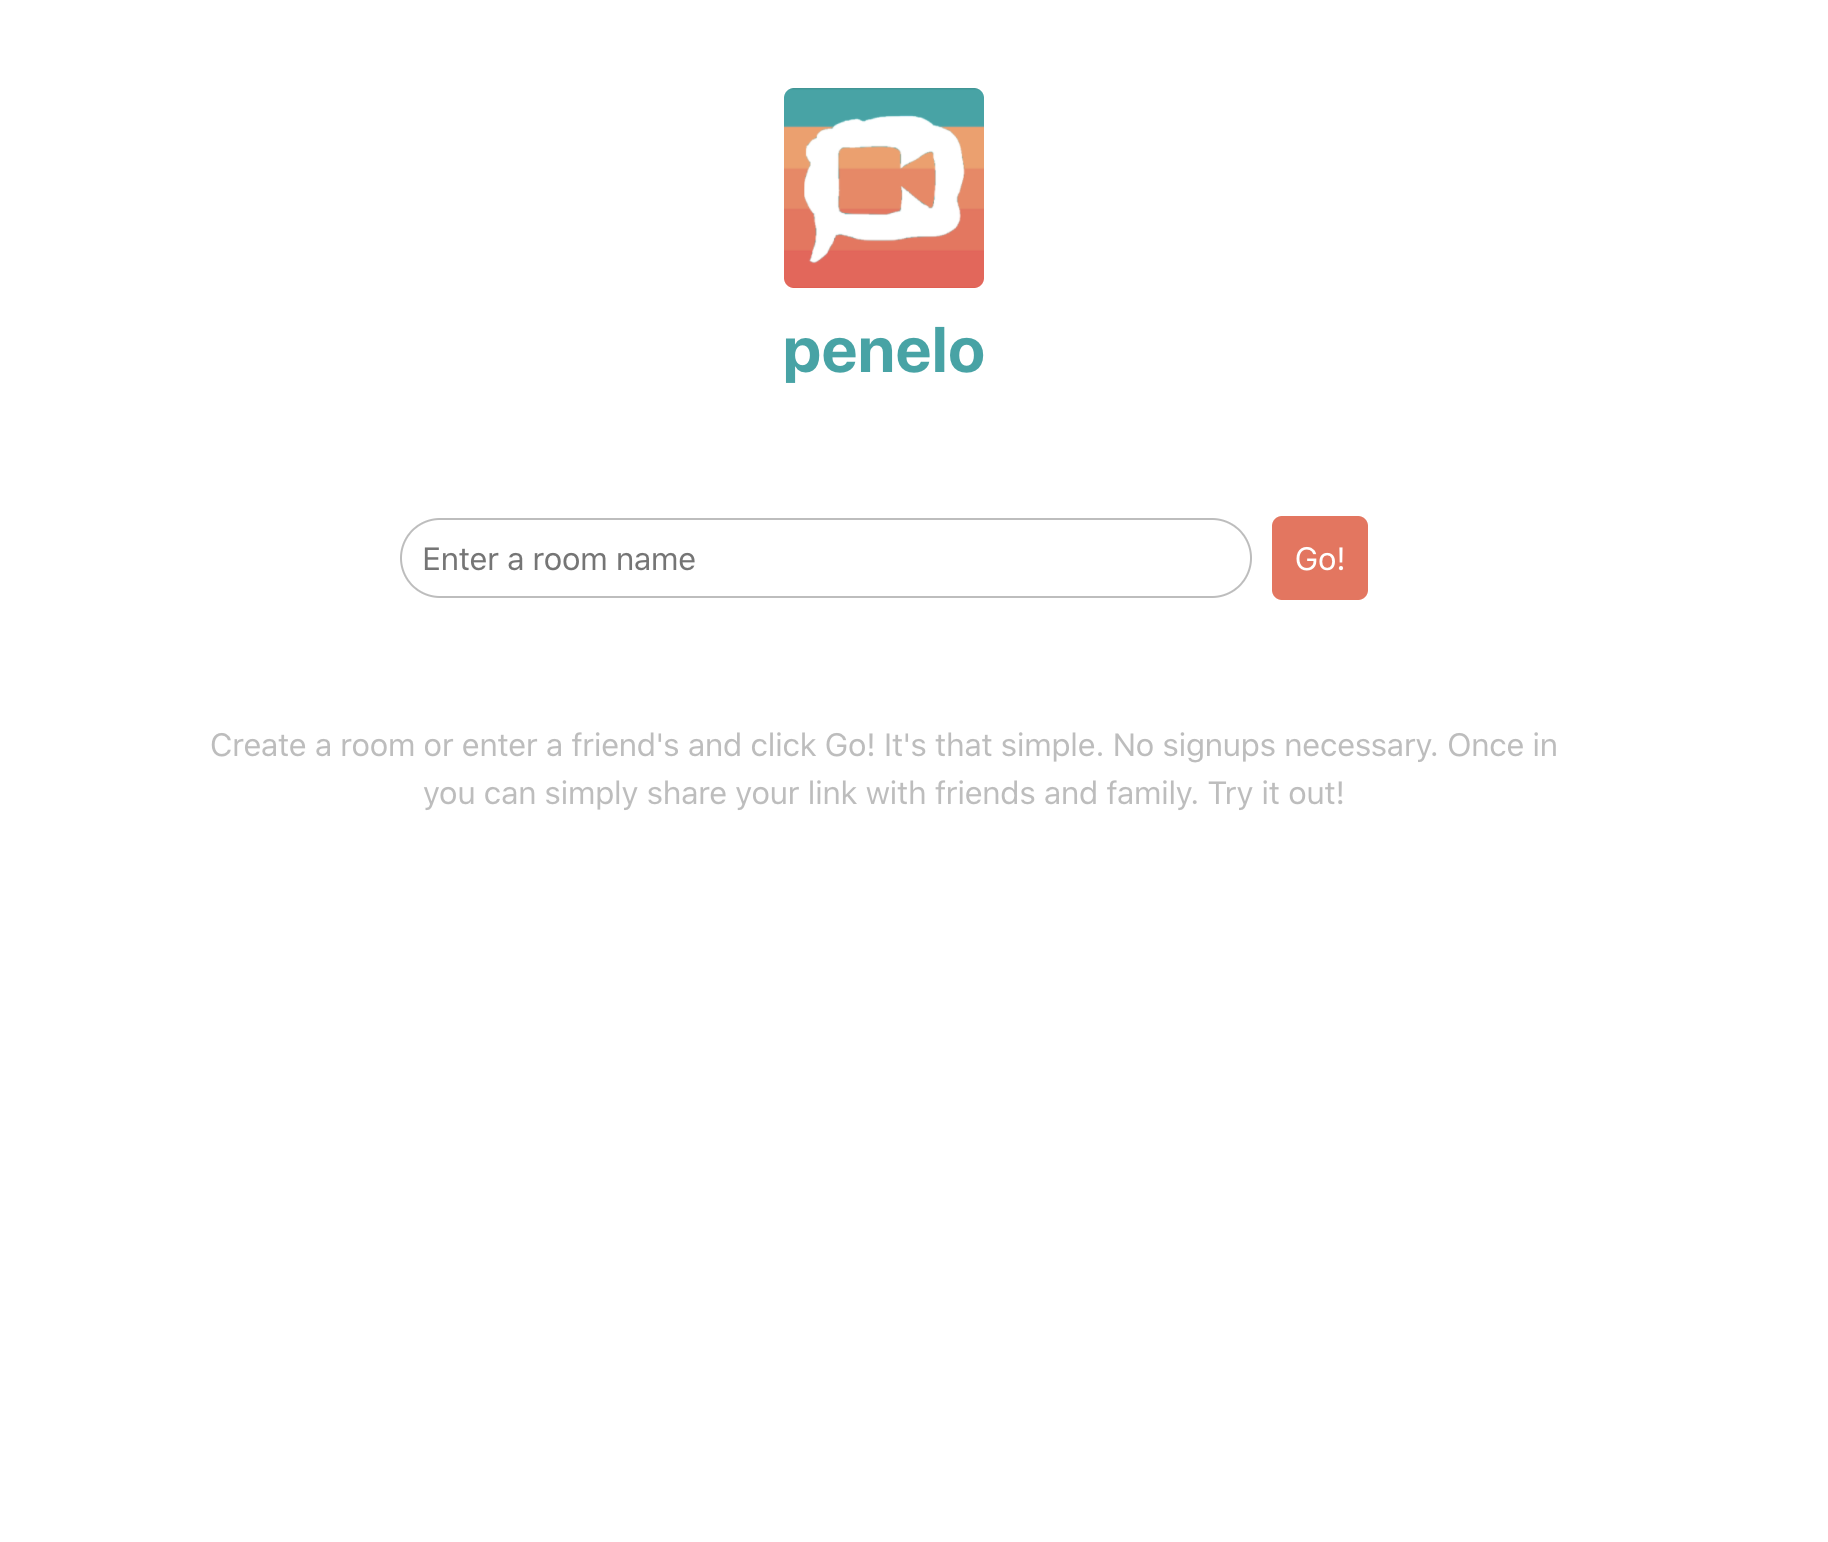 penelo
Enter a room name
Go!
Create a room or enter a friend's and click Go! It's that simple. No signups necessary. Once in
you can simply share your link with friends and family. Try it out!